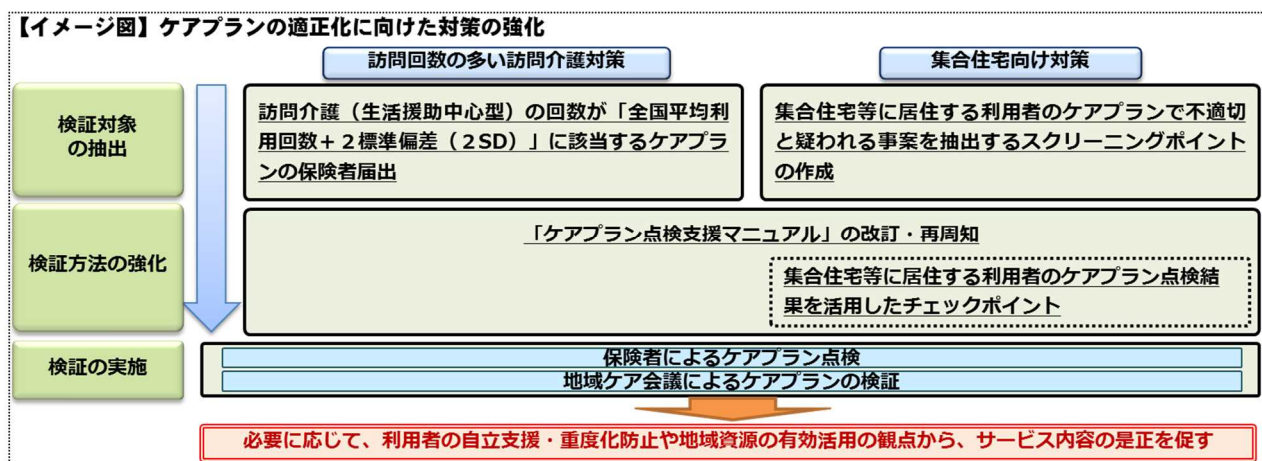 【イメージ図】ケアプランの適正化に向けた対策の強化
訪問回数の多い訪問介護対策
集合住宅向け対策
検証対象
の抽出
訪問介護（生活援助中心型）の回数が「全国平均利
用回数＋２標準偏差（２SD）」に該当するケアプラ
ンの保険者届出
集合住宅等に居住する利用者のケアプランで不適切
と疑われる事案を抽出するスクリーニングポイント
の作成
検証方法の強化
「ケアプラン点検支援マニュアル」の改訂・再周知
集合住宅等に居住する利用者のケアプラン点検結
果を活用したチェックポイント
検証の実施
保険者によるケアプラン点検
地域ケア会議によるケアプランの検証
必要に応じて、利用者の自立支援・重度化防止や地域資源の有効活用の観点から、サービス内容の是正を促す